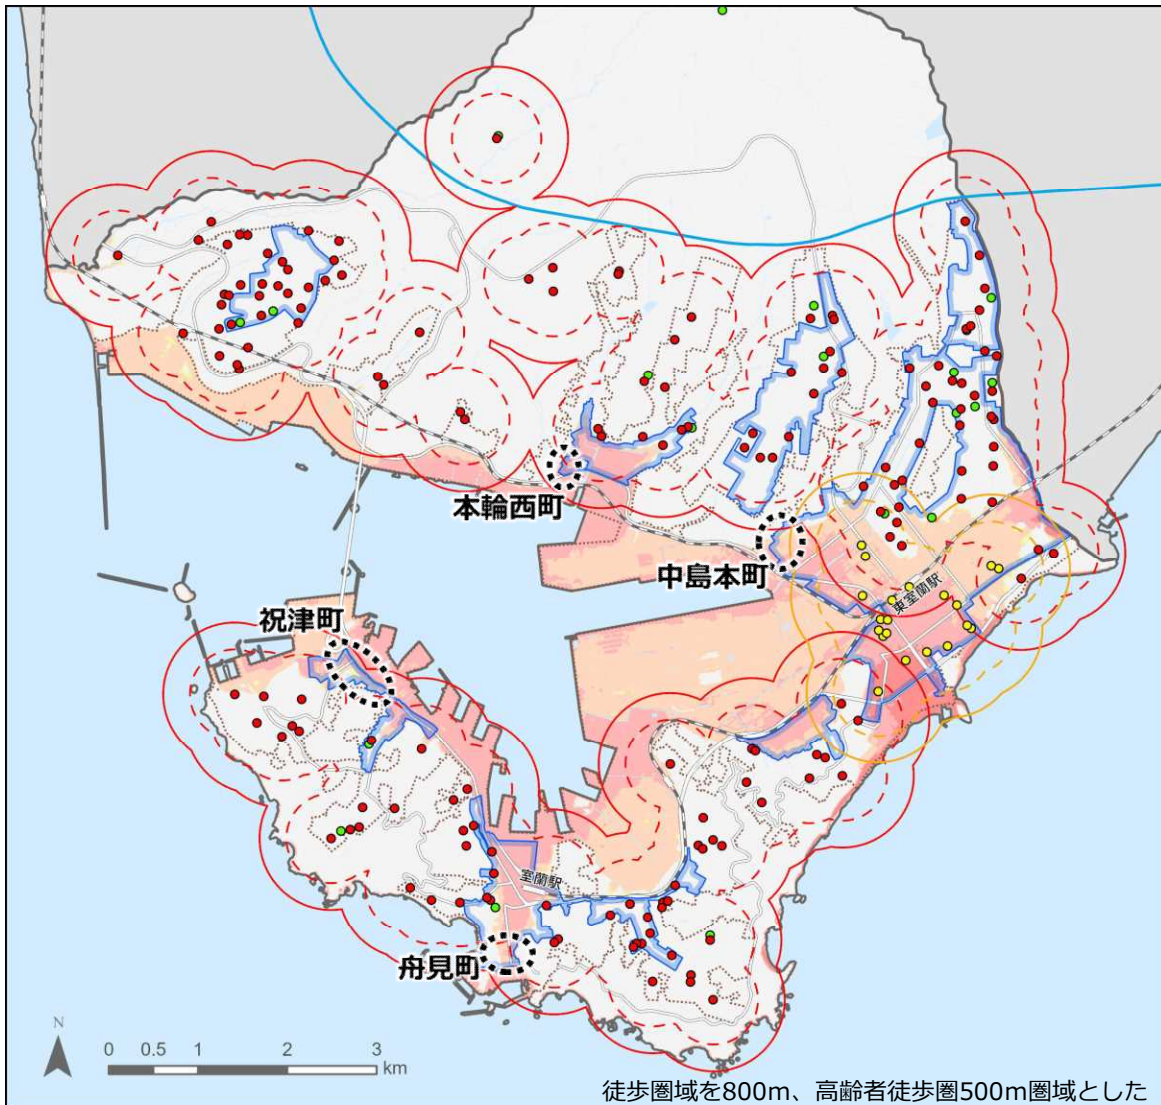 本輪西町
中島本町
東室蘭駅
祝津町
室蘭駅
舟見町
N
0 0.5 1 2 3
km
徒歩圏域を800m、高齢者徒歩圏500m圏域とした